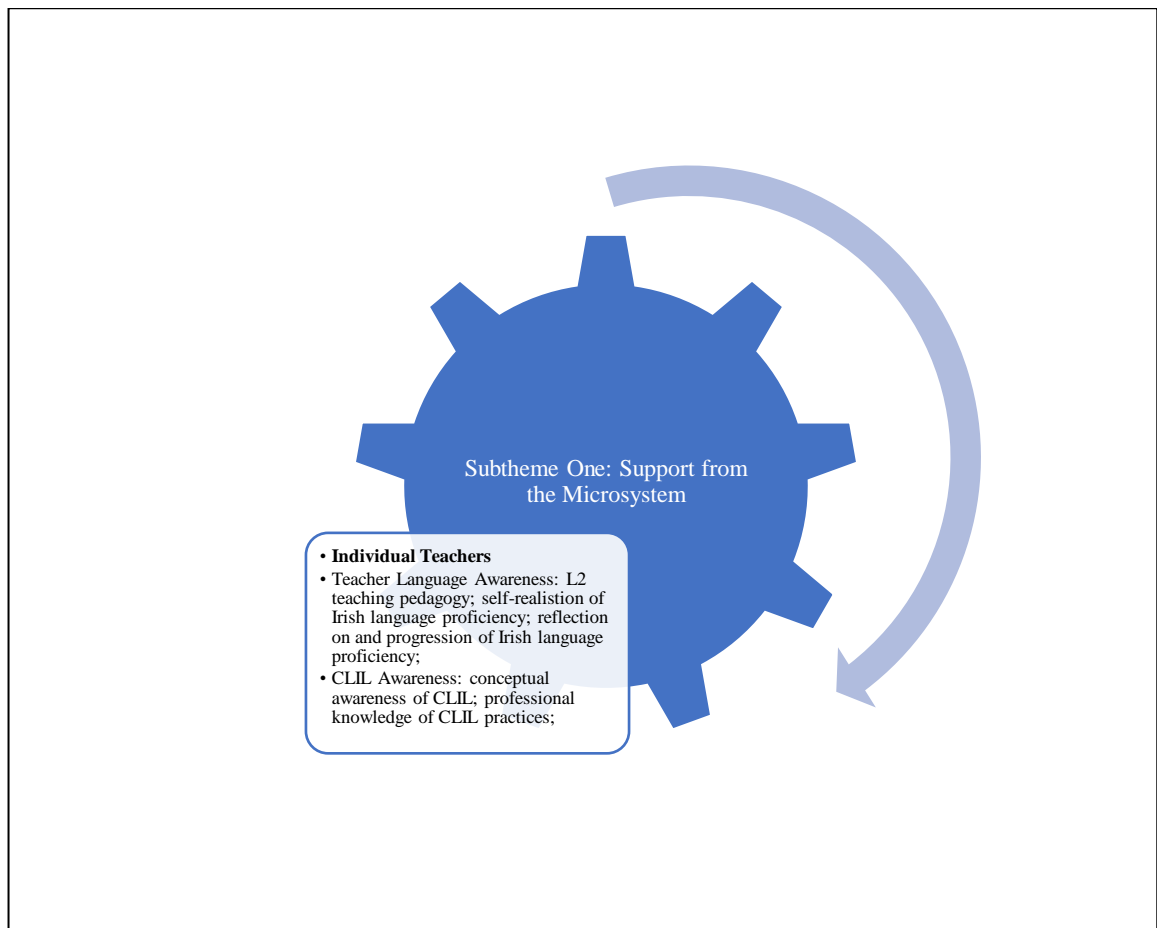 Subtheme One: Support from
the Microsystem
• Individual Teachers
• Teacher Language Awareness: L2
teaching pedagogy; self-realistion of
Irish language proficiency; reflection
on and progression of Irish language
proficiency;
• CLIL Awareness: conceptual
awareness of CLIL; professional
knowledge of CLIL practices;